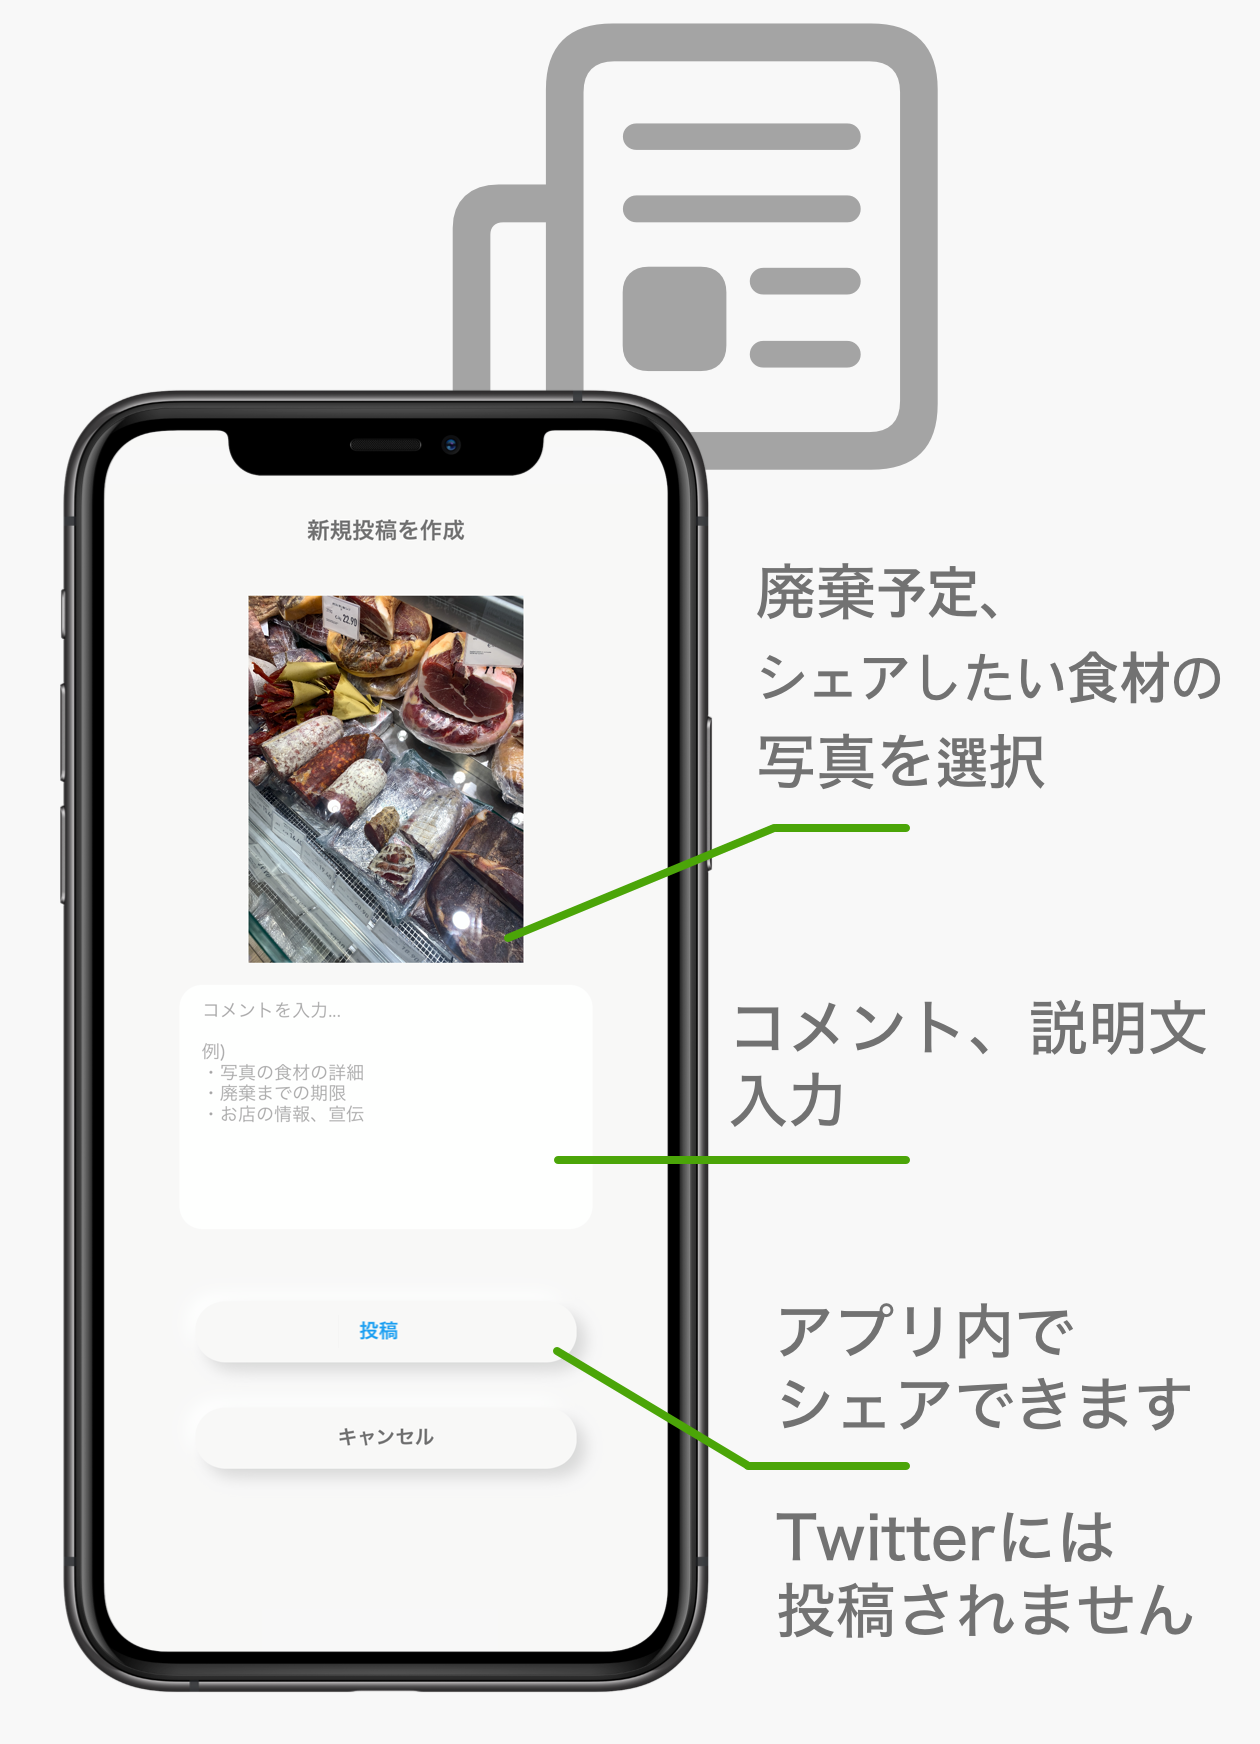 新規投稿を作成
22.90
廃棄予定、
シェアしたい食材の
写真を選択
コメントを入力...
例)
・写真の食材の詳細
・廃棄までの期限
・お店の情報、宣伝
コメント、説明文
入力
投稿
キャンセル
アプリ内で
シェアできます
Twitterには
投稿されません